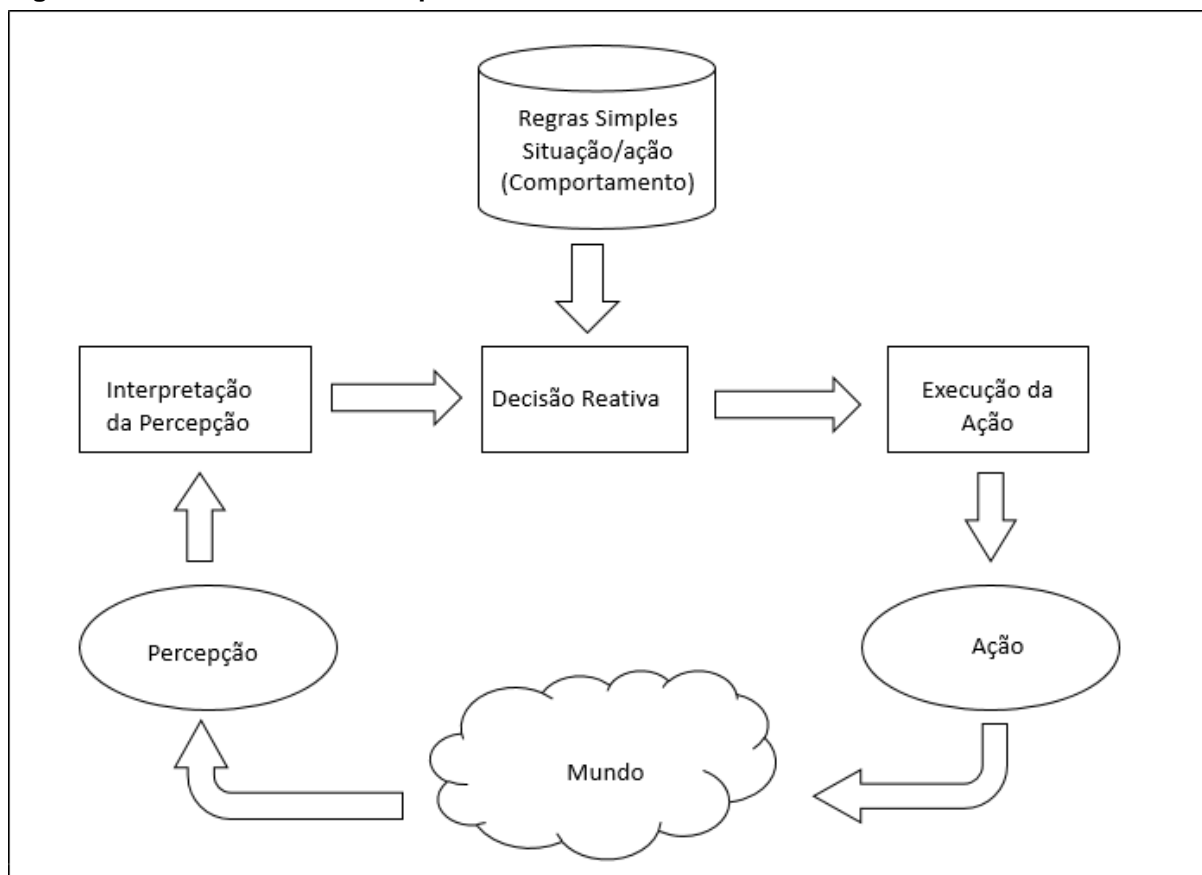 Regras Simples
Situação/ação
(Comportamento)
Interpretação
da Percepção
Decisão Reativa
Execução da
Ação
Percepção
Ação
Mundo